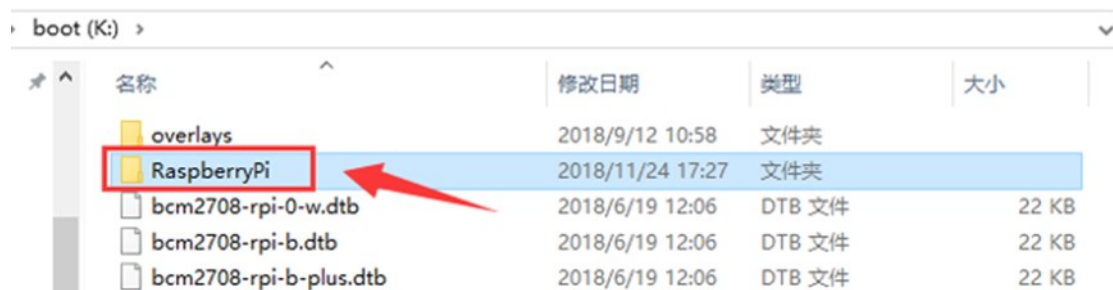 › boot (K:) ›
名称 修改日期 类型 大小
overlays 2018/9/12 10:58 文件夹
RaspberryPi 2018/11/24 17:27 文件夹
bcm2708-rpi-0-w.dtb 2018/6/19 12:06 DTB 文件 22 KB
bcm2708-rpi-b.dtb 2018/6/19 12:06 DTB 文件 22 KB
bcm2708-rpi-b-plus.dtb 2018/6/19 12:06 DTB 文件 22 KB